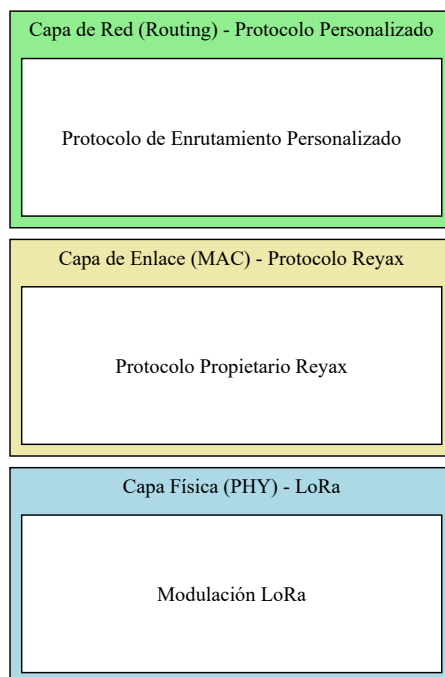 Capa de Red (Routing) - Protocolo Personalizado
Protocolo de Enrutamiento Personalizado
Capa de Enlace (MAC) - Protocolo Reyax
Protocolo Propietario Reyax
Capa Física (PHY) - LoRa
Modulación LoRa